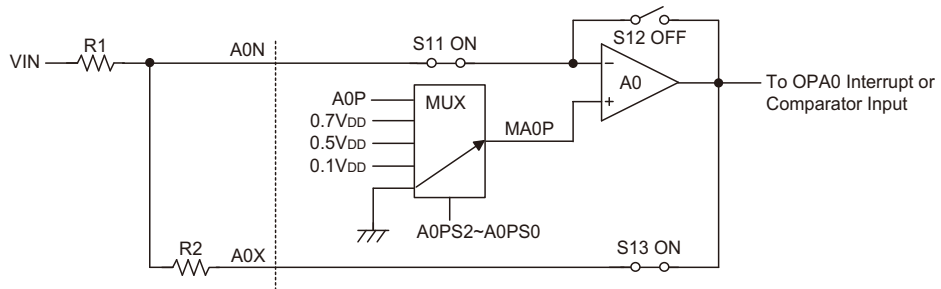 S12 OFF
R1
A0N
S11 ON
VIN
−
A0
+
To OPA0 Interrupt or
Comparator Input
A0P
MUX
0.7VDD
0.5VDD
MA0P
0.1VDD
A0PS2~A0PS0
R2
A0X
S13 ON